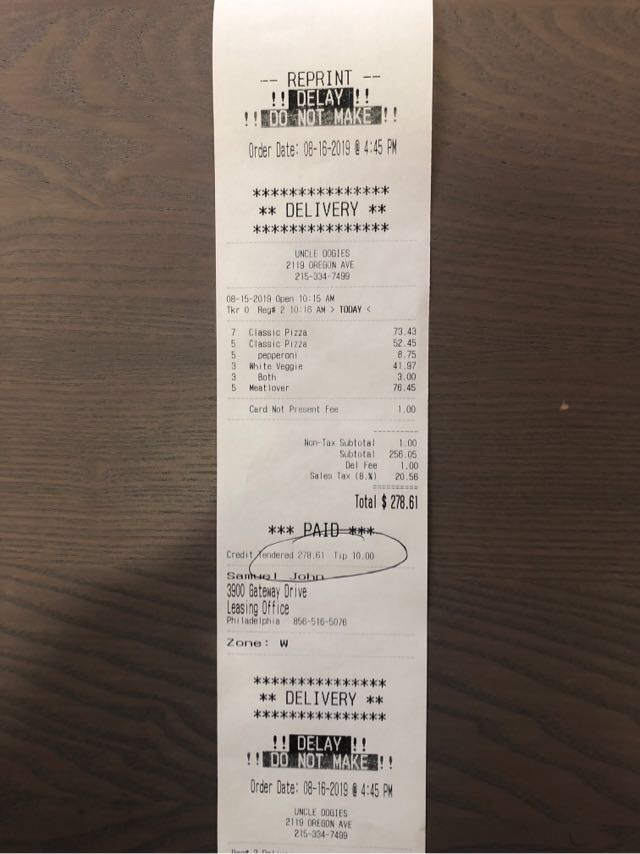 -- REPRINT --
!! DELAY !!
!! DO NOT MAKE !!
Order Date: 08-16-2019 @ 4:45 PM
***************
** DELIVERY **
***************
UNCLE OOGIES
2119 OREGON AVE
215-334-7499
08-15-2019 Open 10:15 AM
Tkr 0 Reg# 2 10:16 AM > TODAY <
7 Classic Pizza 73.43
5 Classic Pizza 52.45
5 pepperoni 8.75
3 White Veggie 41.97
3 Both 3.00
5 Meatlover 76.45
Card Not Present Fee 1.00
Non-Tax Subtotal 1.00
Subtotal 256.05
Del Fee 1.00
Sales Tax (8.%) 20.56
Total $ 278.61
*** PAID ***
Credit Tendered 278.61 Tip 10.00
Samuel John
3900 Gateway Drive
Leasing Office
Philadelphia 856-516-5076
Zone: W
***************
** DELIVERY **
***************
!! DELAY !!
!! DO NOT MAKE !!
Order Date: 08-16-2019 @ 4:45 PM
UNCLE OOGIES
2119 OREGON AVE
215-334-7499